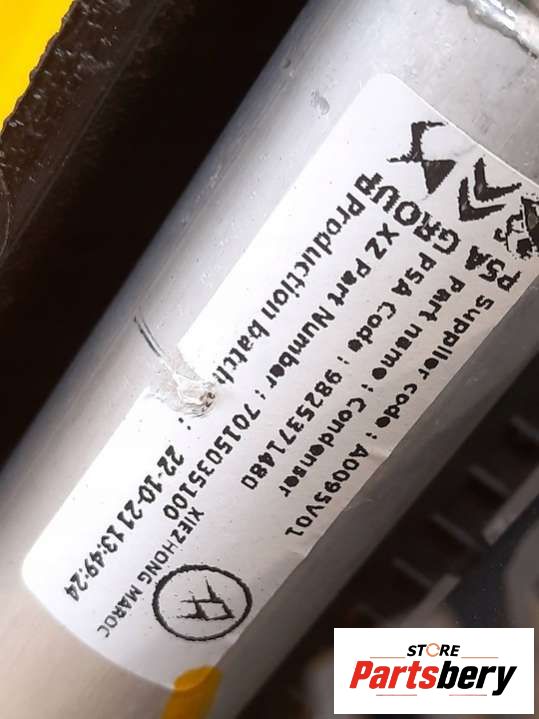 PSA GROUP
Supplier code : A0095V01
Part name : Condenser
PSA Code : 9825371480
XZ Part Number : 7015035100
Production batch : 22-10-21 13:49:24
XIEZHONG MAROC
STORE
Partsbery